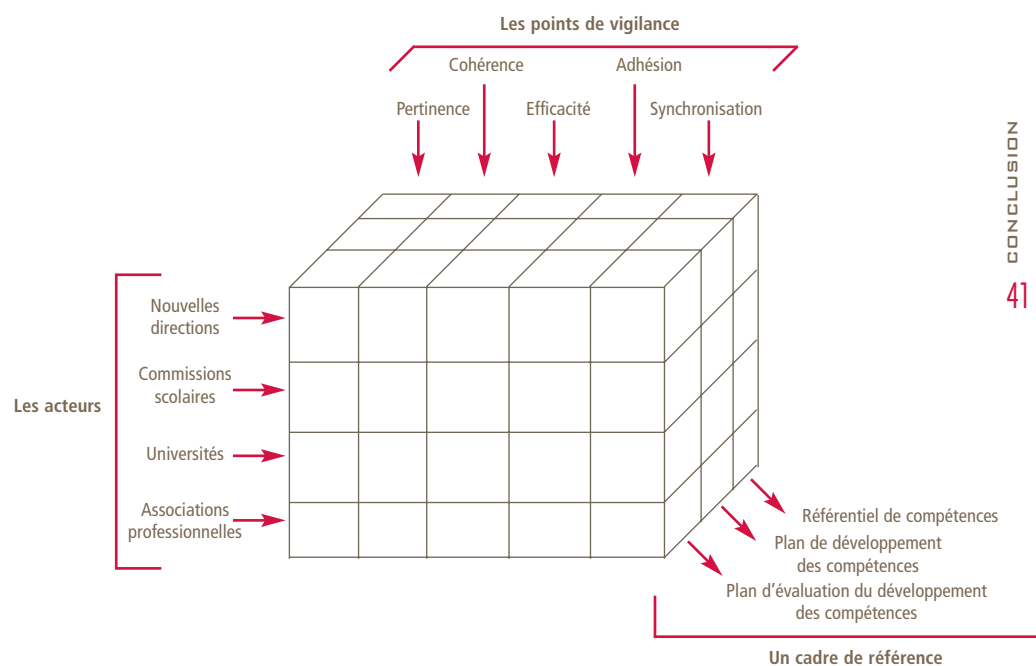 Les points de vigilance
Cohérence
Adhésion
Pertinence
Efficacité
Synchronisation
CONCLUSION
41
Les acteurs
Nouvelles
directions
Commissions
scolaires
Universités
Associations
professionnelles
Référentiel de compétences
Plan de développement
des compétences
Plan d'évaluation du développement
des compétences
Un cadre de référence